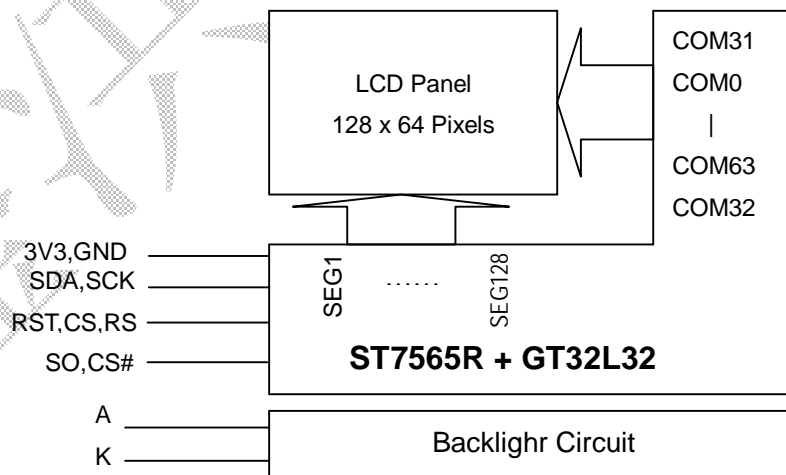 LCD Panel
128 x 64 Pixels
COM31
COM0
|
COM63
COM32
3V3,GND
SDA,SCK
RST,CS,RS
SO,CS#
SEG1
......
SEG128
ST7565R + GT32L32
A
K
Backlighr Circuit